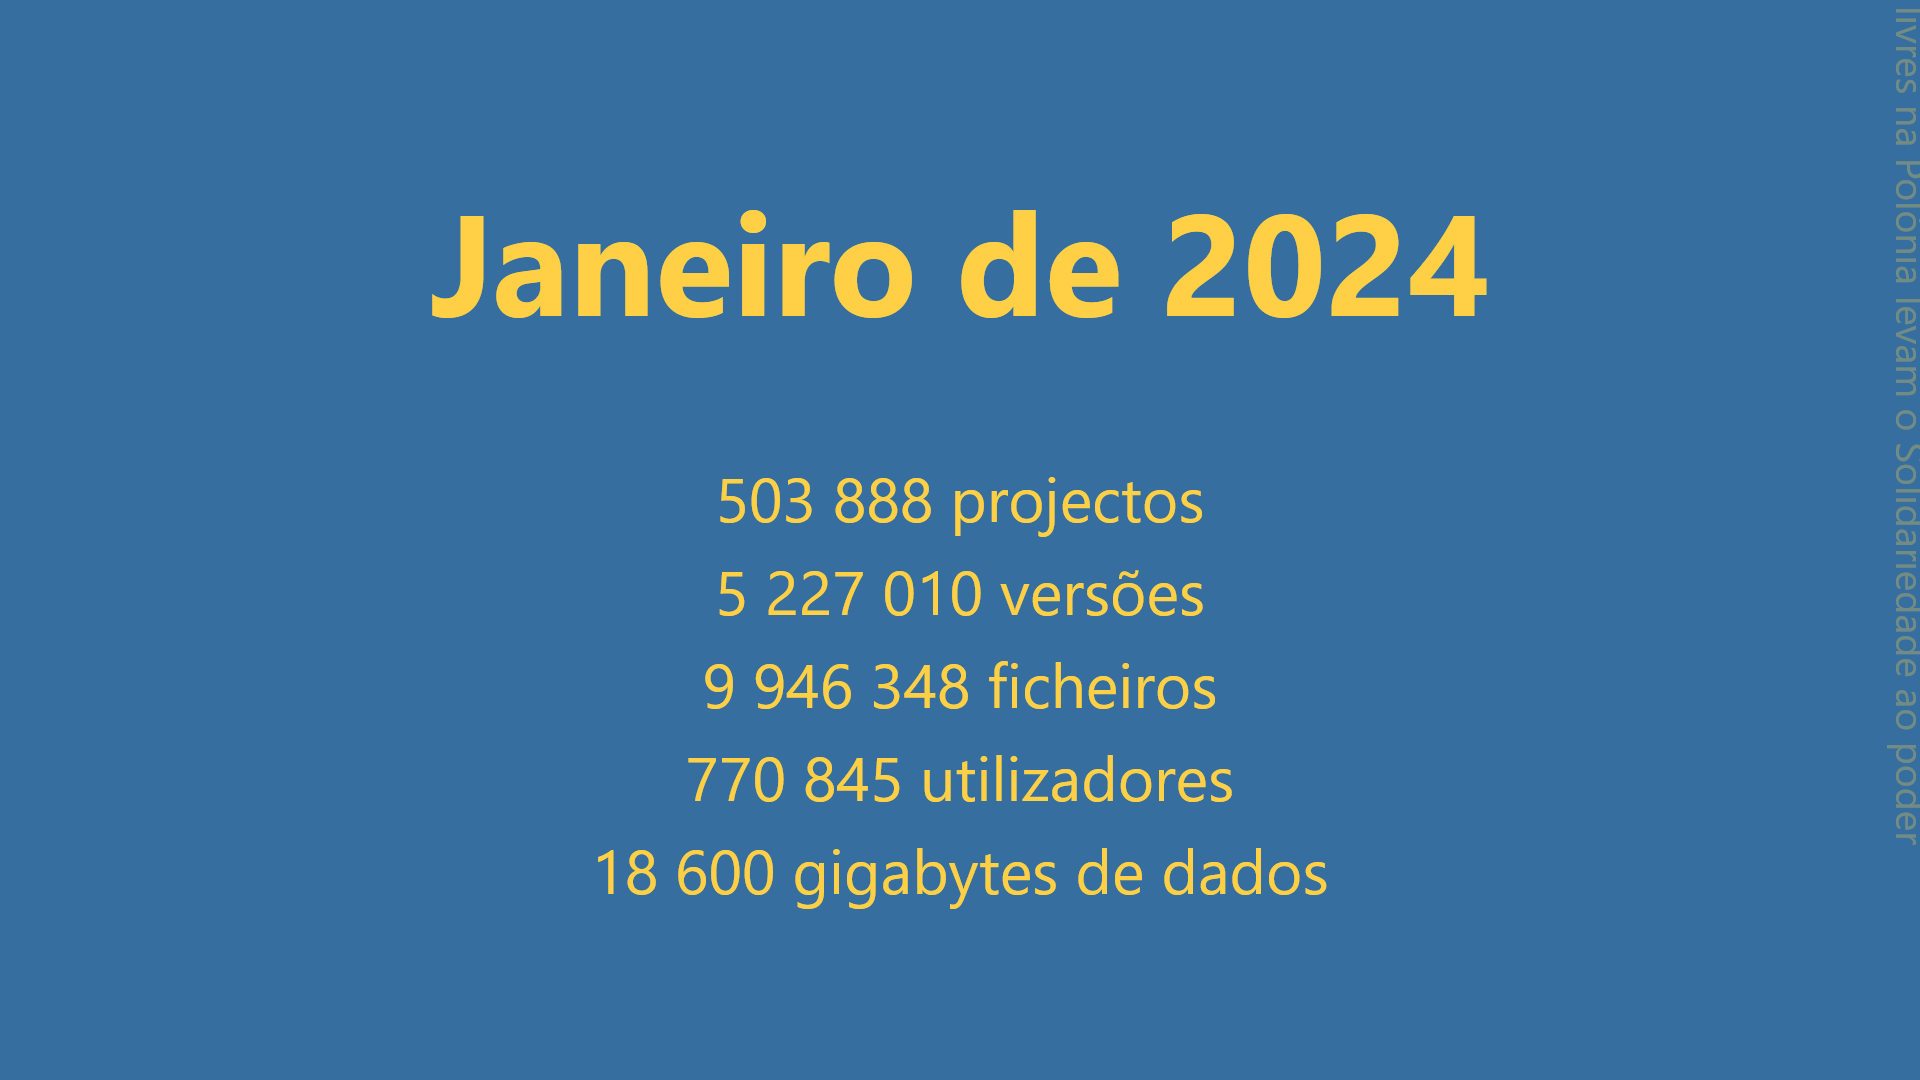 Janeiro de 2024
503 888 projectos
5 227 010 versões
9 946 348 ficheiros
770 845 utilizadores
18 600 gigabytes de dados
livres na Polónia levam o Solidariedade ao poder